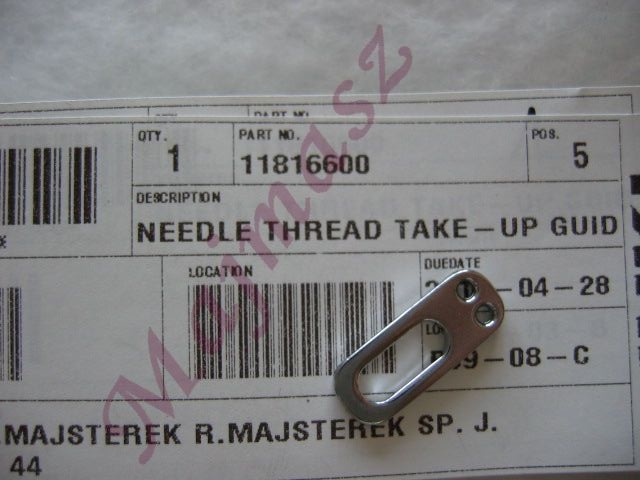 QTY.
1
PART NO.
11816600
POS.
5
DESCRIPTION
NEEDLE THREAD TAKE-UP GUID
LOCATION
DUEDATE
-04-28
-08-C
MAJSTEREK R.MAJSTEREK SP. J.
44
Majmasz